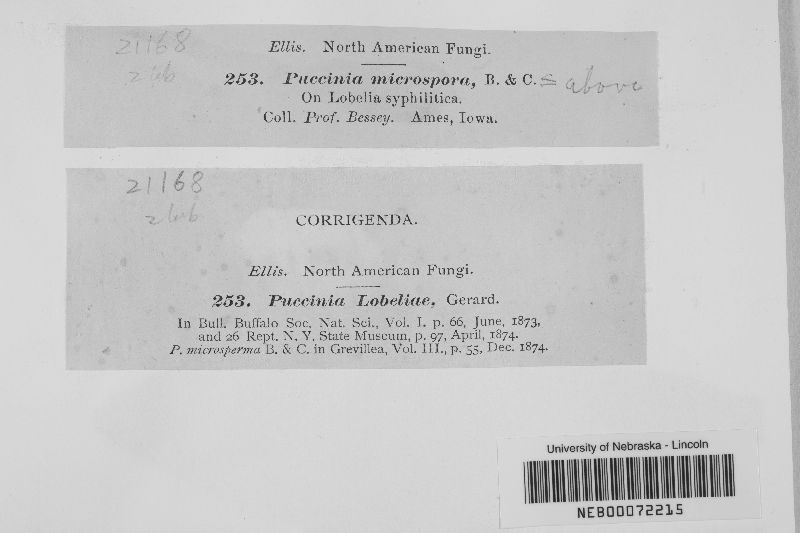 21168
Ellis. North American Fungi.
253. Puccinia microspora, B. & C. = above
On Lobelia syphilitica.
Coll. Prof. Bessey. Ames, Iowa.
21168
CORRIGENDA.
Ellis. North American Fungi.
253. Puccinia Lobeliae, Gerard.
In Bull. Buffalo Soc. Nat. Sci., Vol. I. p. 66, June, 1873,
and 26 Rept. N. Y. State Museum, p. 97, April, 1874.
P. microsperma B. & C. in Grevillea, Vol. III., p. 55, Dec. 1874.
University of Nebraska - Lincoln
NEB00072215